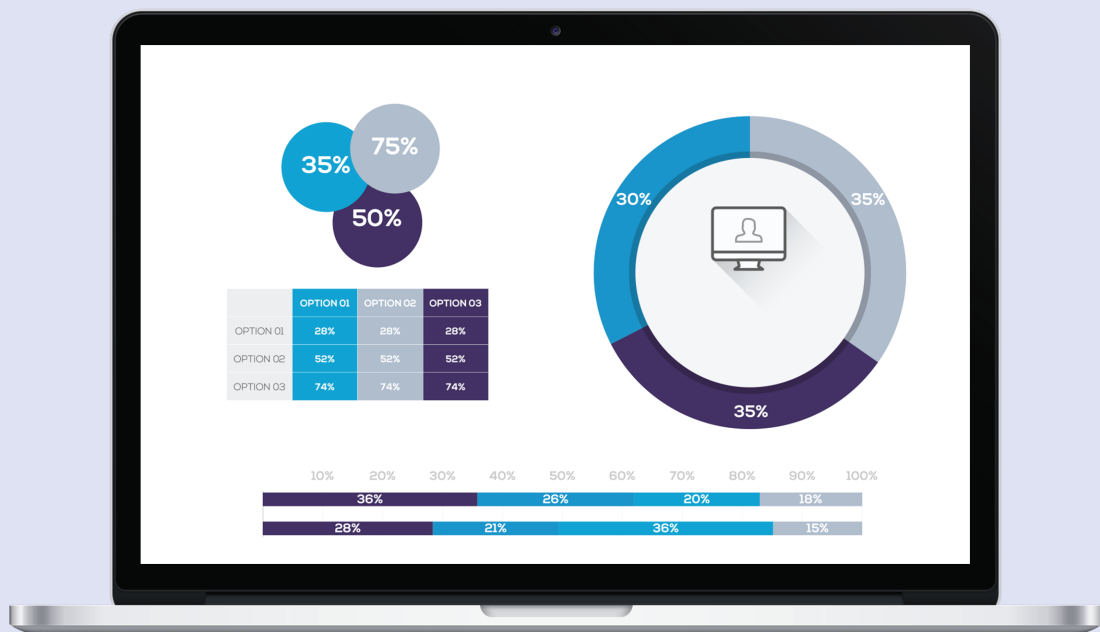 75%
35%
50%
OPTION 01 OPTION 02 OPTION 03
OPTION 01 28% 28% 28%
OPTION 02 52% 52% 52%
OPTION 03 74% 74% 74%
30% 35%
35%
10% 20% 30% 40% 50% 60% 70% 80% 90% 100%
36% 26% 20% 18%
28% 21% 36% 15%